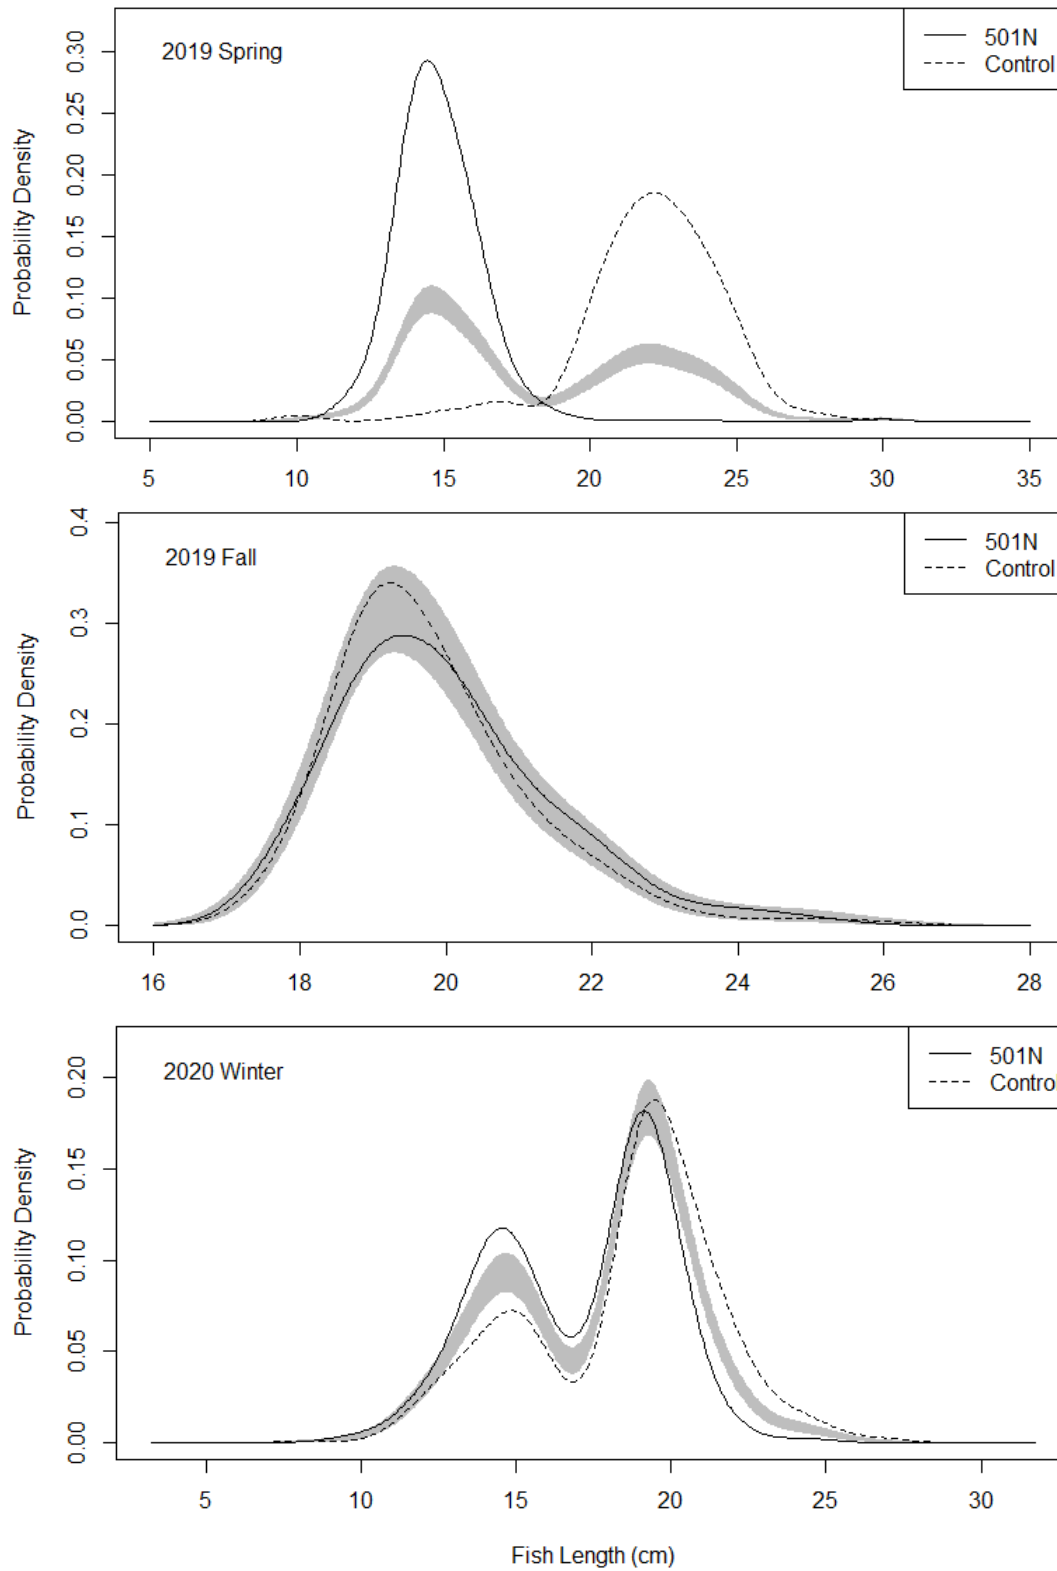 2019 Spring
501N
Control
Probability Density
0.00 0.05 0.10 0.15 0.20 0.25 0.30
5 10 15 20 25 30 35
2019 Fall
501N
Control
Probability Density
0.0 0.1 0.2 0.3 0.4
16 18 20 22 24 26 28
2020 Winter
501N
Control
Probability Density
0.00 0.05 0.10 0.15 0.20
5 10 15 20 25 30
Fish Length (cm)